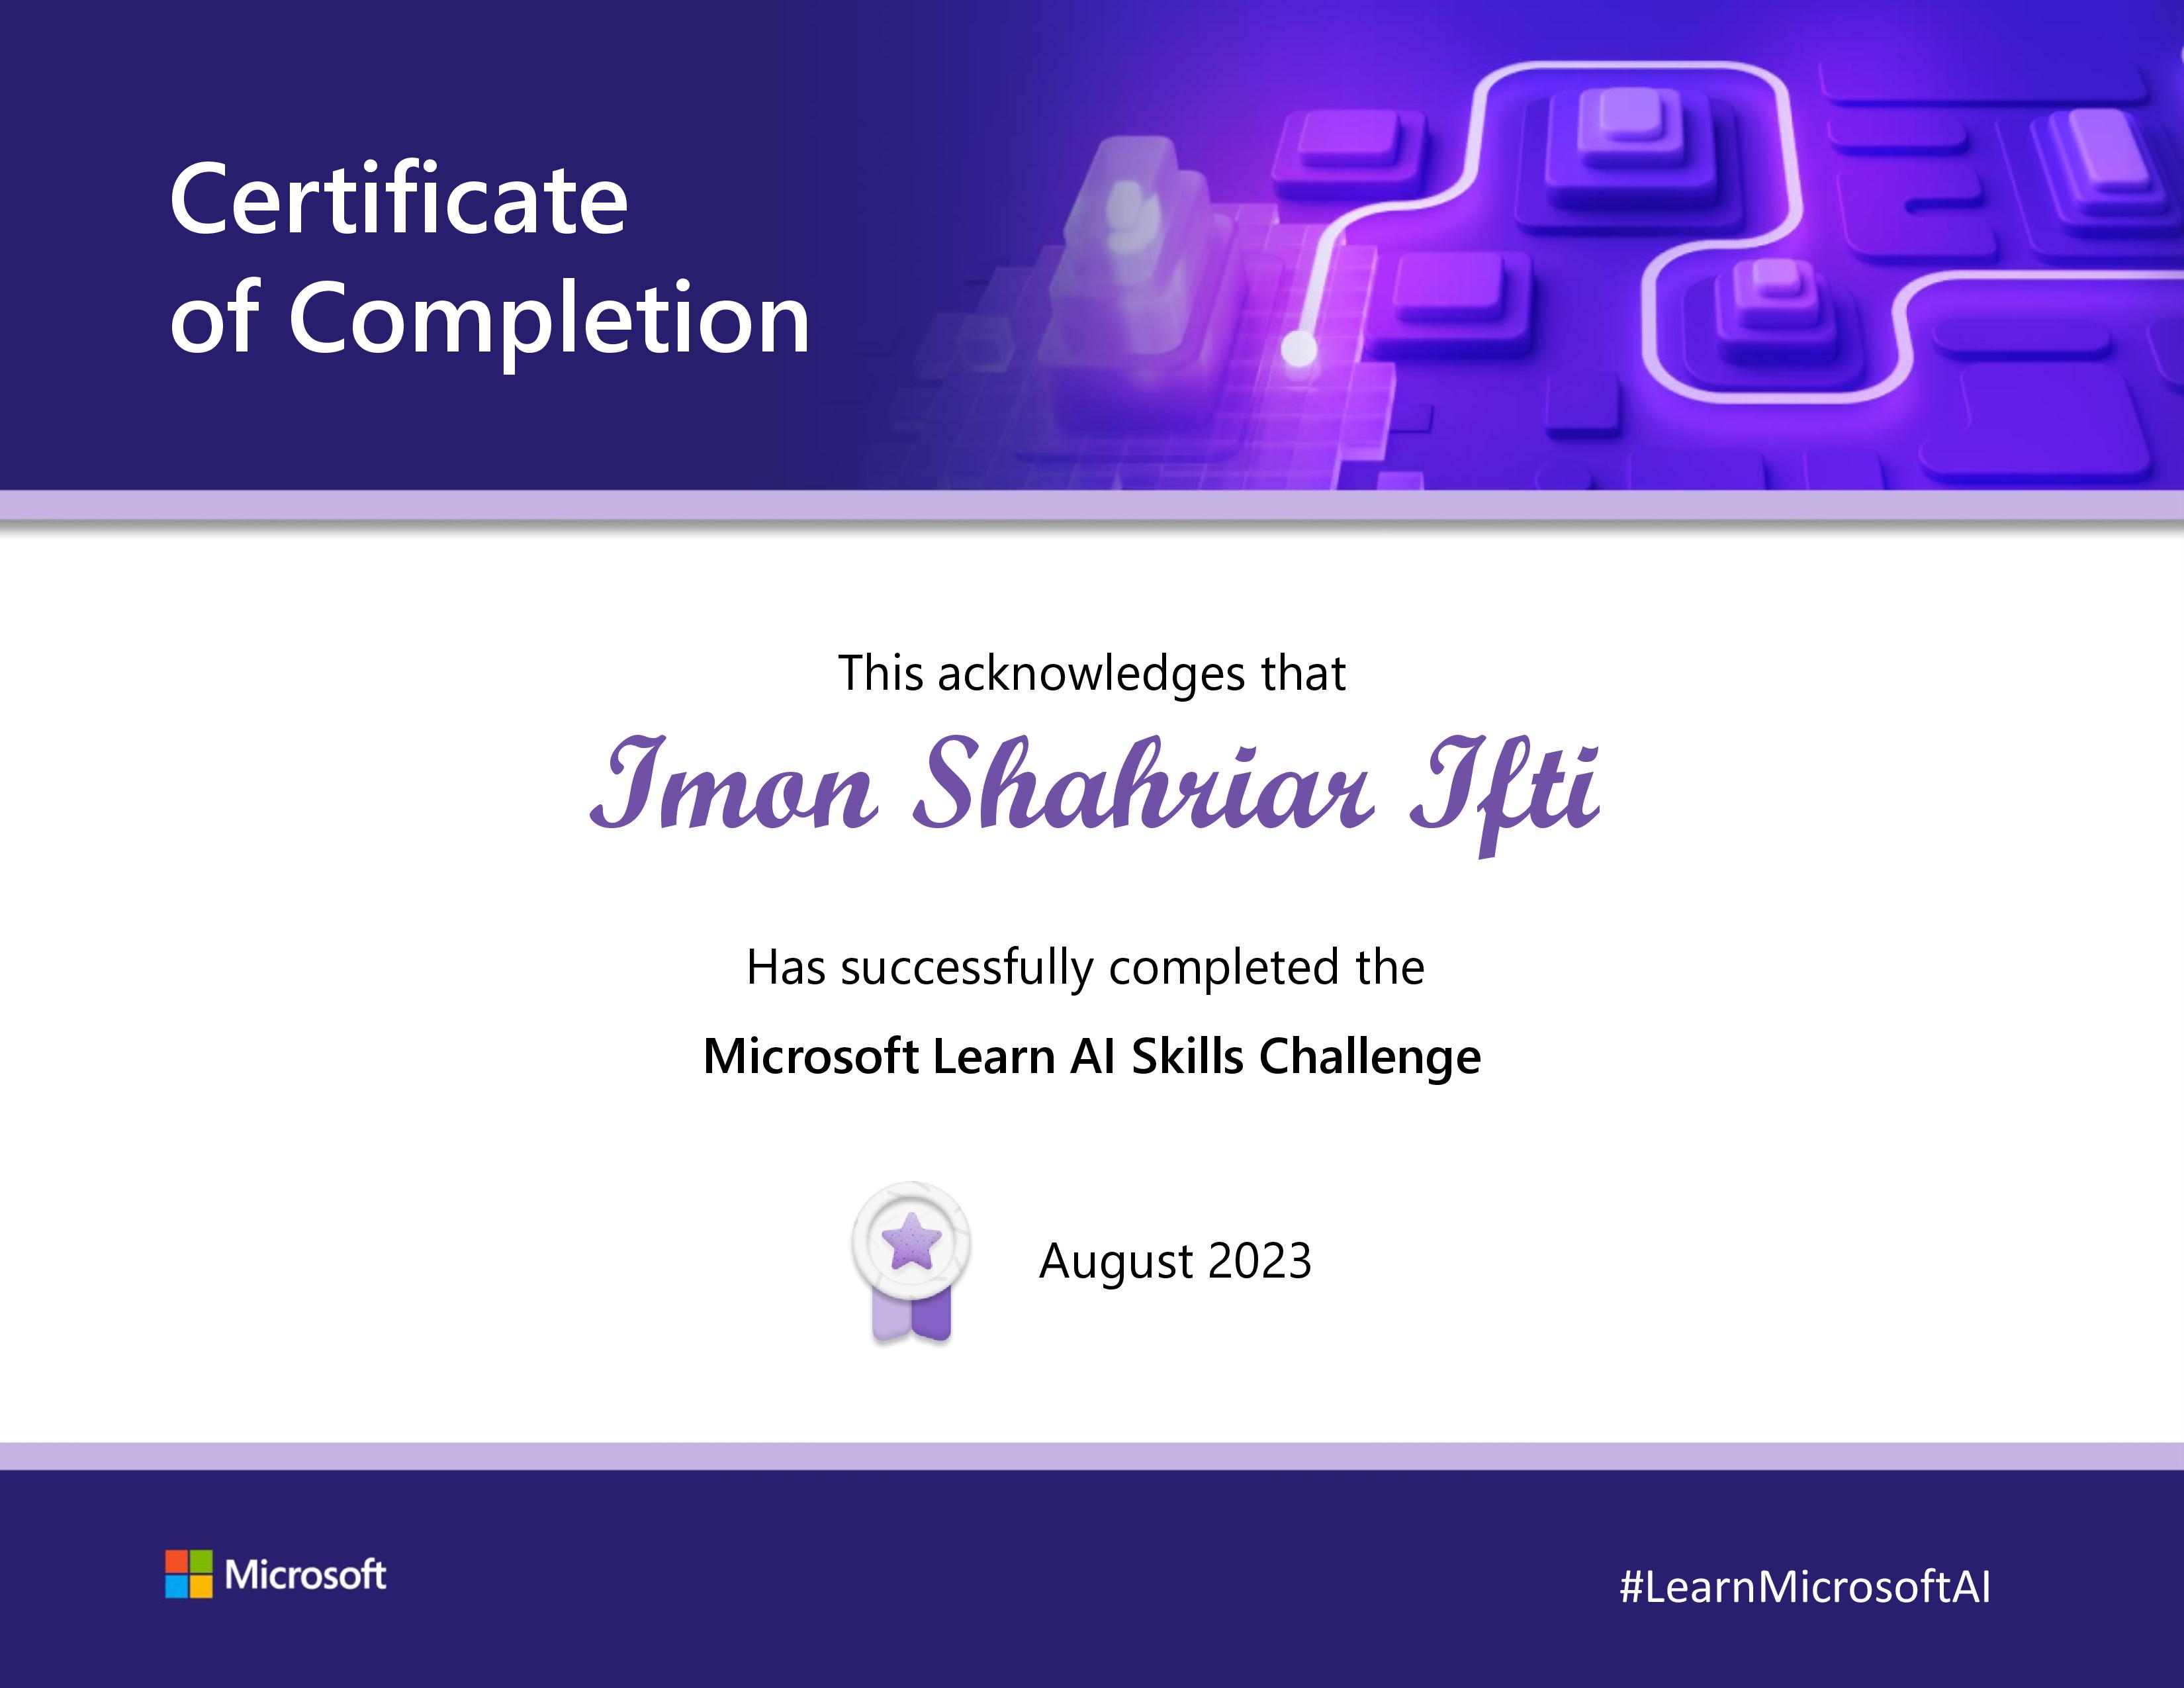 Certificate
of Completion
This acknowledges that
Imon Shahriar Ifti
Has successfully completed the
Microsoft Learn AI Skills Challenge
August 2023
Microsoft
#LearnMicrosoftAI